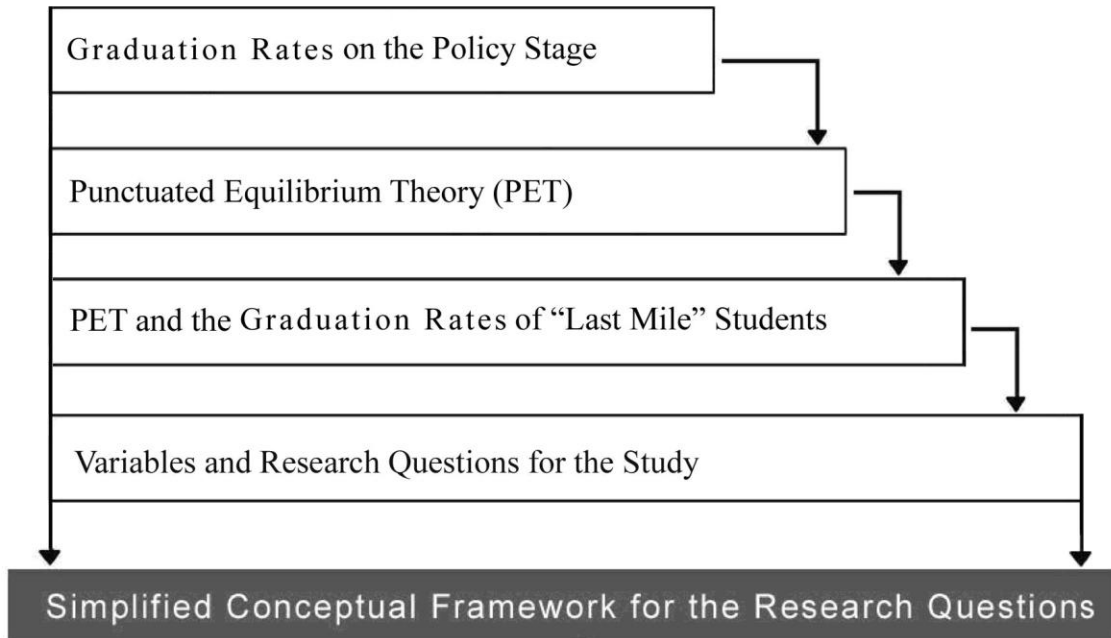 Graduation Rates on the Policy Stage
Punctuated Equilibrium Theory (PET)
PET and the Graduation Rates of “Last Mile” Students
Variables and Research Questions for the Study
Simplified Conceptual Framework for the Research Questions